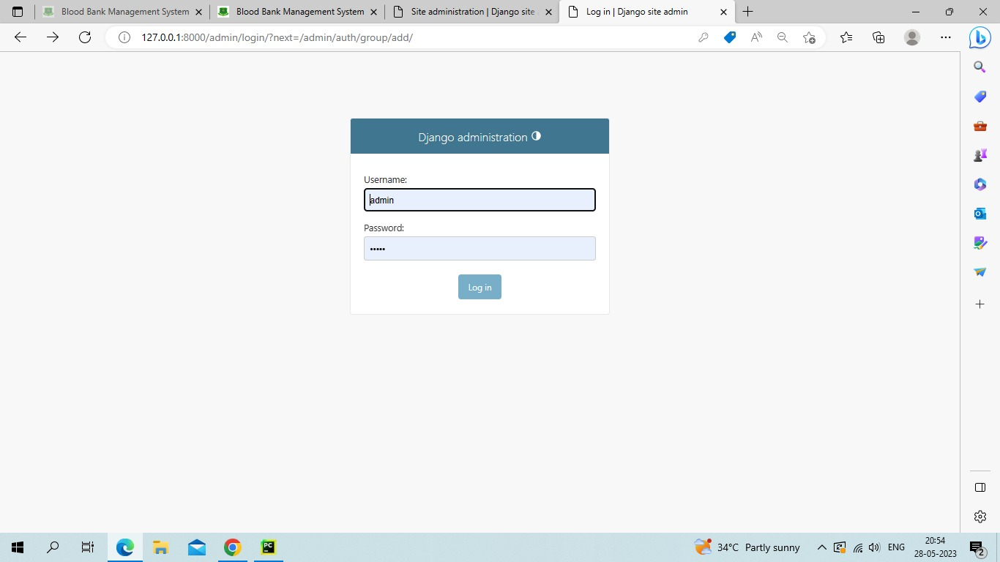 Blood Bank Management System
Blood Bank Management System
Site administration | Django site
Log in | Django site admin
127.0.0.1:8000/admin/login/?next=/admin/auth/group/add/
Django administration
Username:
admin
Password:
•••••
Log in
PC
34°C Partly sunny
ENG
20:54
28-05-2023
2